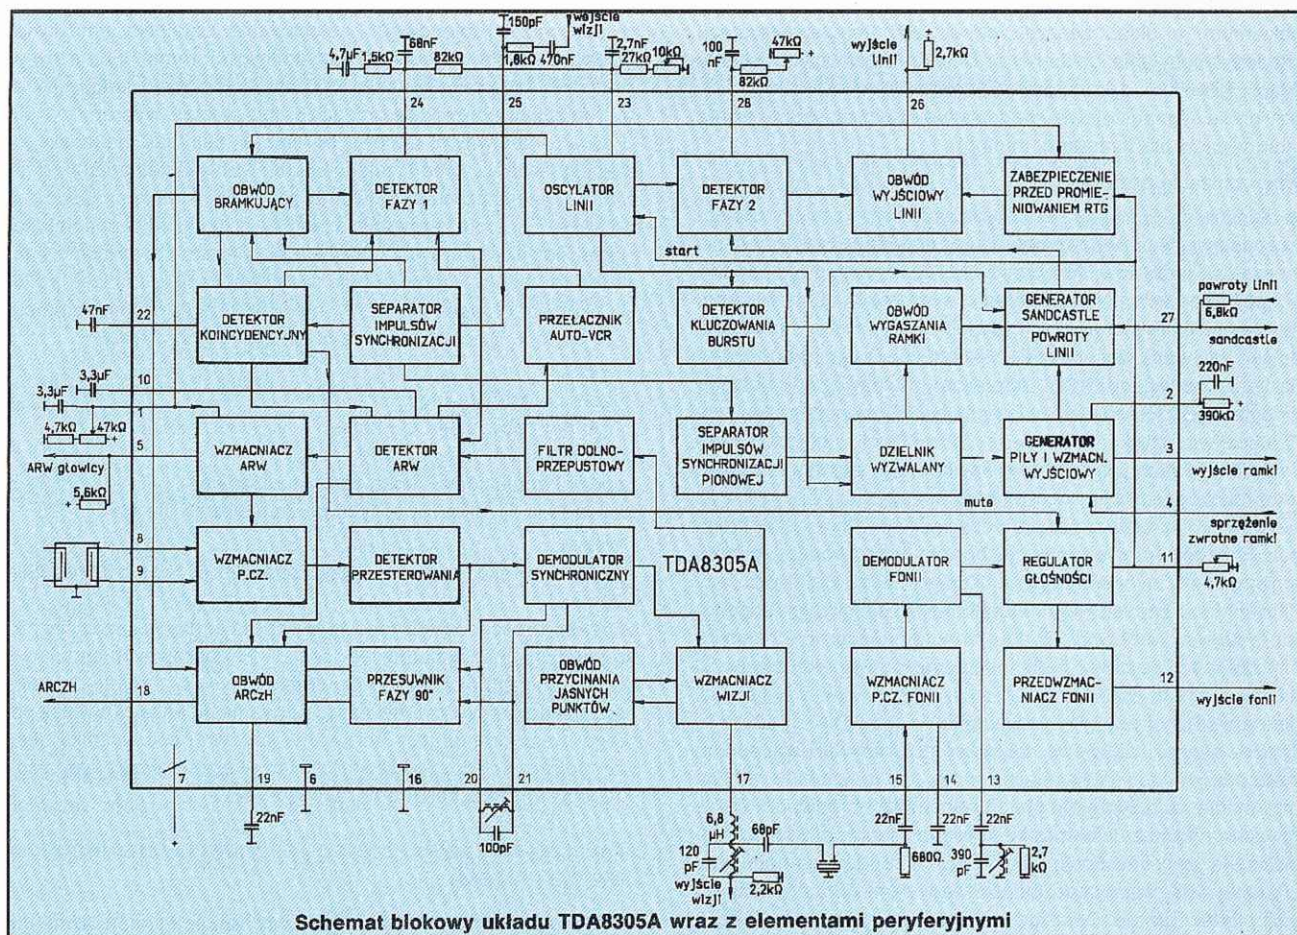 150pF
wejście
wizji
68nF
4,7µF
1,5kΩ
82kΩ
1,8kΩ
470nF
2,7nF
27kΩ
10kΩ
100
nF
47kΩ
+
82kΩ
wyjście
linii
+
2,7kΩ
24
25
23
28
26
OBWÓD
BRAMKUJĄCY
DETEKTOR
FAZY 1
OSCYLATOR
LINII
DETEKTOR
FAZY 2
OBWÓD
WYJŚCIOWY
LINII
ZABEZPIECZENIE
PRZED PROMIE-
NIOWANIEM RTG
start
47nF
22
DETEKTOR
KOINCYDENCYJNY
SEPARATOR
IMPULSÓW
SYNCHRONIZACJI
PRZEŁACZNIK
AUTO-VCR
DETEKTOR
KLUCZOWANIA
BURSTU
OBWÓD
WYGASZANIA
RAMKI
GENERATOR
SANDCASTLE
POWROTY
LINII
powroty linii
6,8kΩ
27
sandcastle
3,3µF
10
3,3µF
1
4,7kΩ
47kΩ
+
5
ARW głowicy
5,6kΩ
+
WZMACNIACZ
ARW
DETEKTOR
ARW
FILTR DOLNO-
PRZEPUSTOWY
SEPARATOR
IMPULSÓW
SYNCHRONIZACJI
PIONOWEJ
DZIELNIK
WYZWALANY
GENERATOR
PIŁY I WZMACN.
WYJŚCIOWY
220nF
2
+
390kΩ
3
wyjście ramki
4
sprzężenie
zwrotne ramki
mute
8
9
WZMACNIACZ
P.CZ.
DETEKTOR
PRZESTEROWANIA
DEMODULATOR
SYNCHRONICZNY
TDA8305A
DEMODULATOR
FONII
REGULATOR
GŁOŚNOŚCI
11
4,7kΩ
ARCZH
18
OBWÓD
ARCzH
PRZESUWNIK
FAZY 90°
OBWÓD
PRZYCINANIA
JASNYCH
PUNKTÓW
WZMACNIACZ
WIZJI
WZMACNIACZ
P.CZ. FONII
PRZEDWZMAC-
NIACZ FONII
12
wyjście fonii
7
19
6
16
20
21
17
15
14
13
+
22nF
100pF
6,8
µH
68pF
120
pF
wyjście
wizji
2,2kΩ
22nF
22nF
22nF
680Ω
390
pF
2,7
kΩ
Schemat blokowy układu TDA8305A wraz z elementami peryferyjnymi